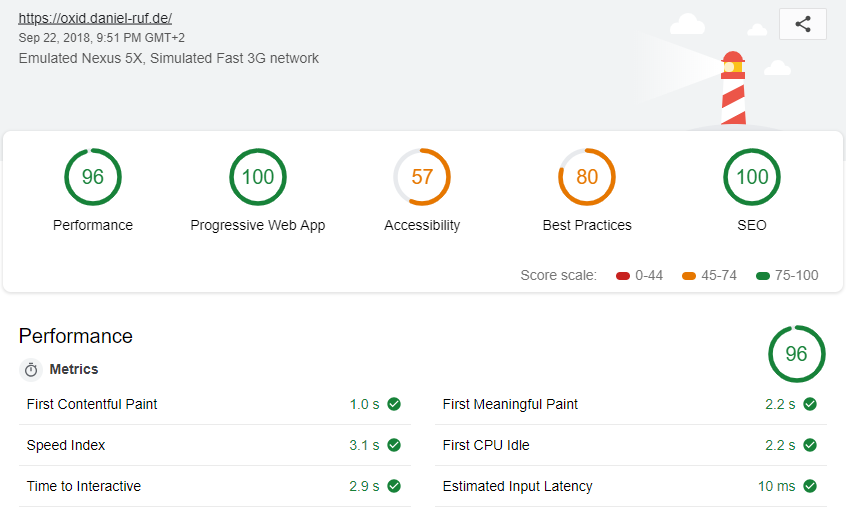 https://oxid.daniel-ruf.de/
Sep 22, 2018, 9:51 PM GMT+2
Emulated Nexus 5X, Simulated Fast 3G network
96 100 57 80 100
Performance Progressive Web App Accessibility Best Practices SEO
Score scale: 0-44 45-74 75-100
Performance 96
Metrics
First Contentful Paint 1.0 s First Meaningful Paint 2.2 s
Speed Index 3.1 s First CPU Idle 2.2 s
Time to Interactive 2.9 s Estimated Input Latency 10 ms